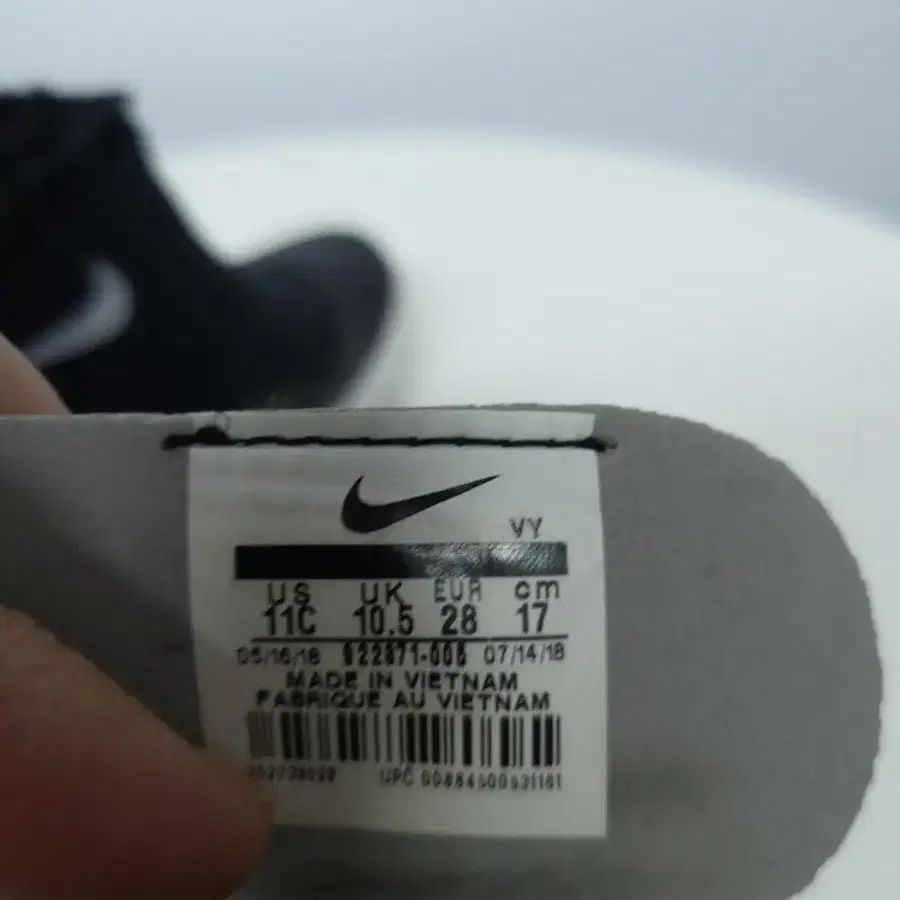 VY
US UK EUR cm
11C 10.5 28 17
05/16/18 07/14/18
MADE IN VIETNAM
FABRIQUE AU VIETNAM
UPC